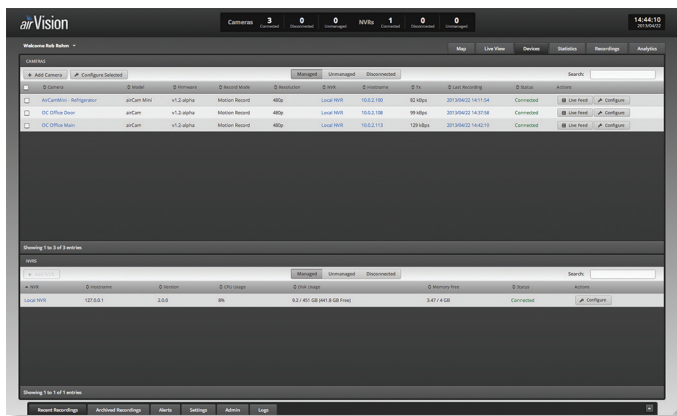 airVision
Cameras 3 Connected 0 Disconnected 0 Unmanaged NVRs 1 Connected 0 Disconnected 0 Unmanaged
14:44:10
2013/04/22
Welcome Rob Rehm
Map Live View Devices Statistics Recordings Analytics
CAMERAS
+ Add Camera Configure Selected Managed Unmanaged Disconnected Search:
Camera Model Firmware Record Mode Resolution NVR Hostname Tx Last Recording Status Actions
AirCamMini - Refrigerator airCam Mini v1.2-alpha Motion Record 480p Local NVR 10.0.2.100 82 kBps 2013/04/22 14:11:54 Connected Live Feed Configure
OC Office Door airCam v1.2-alpha Motion Record 480p Local NVR 10.0.2.108 99 kBps 2013/04/22 14:37:58 Connected Live Feed Configure
OC Office Main airCam v1.2-alpha Motion Record 480p Local NVR 10.0.2.113 129 kBps 2013/04/22 14:42:10 Connected Live Feed Configure
Showing 1 to 3 of 3 entries
NVRS
Managed Unmanaged Disconnected Search:
NVR Hostname Version CPU Usage Disk Usage Memory Free Status Actions
Local NVR 127.0.0.1 2.0.0 8% 9.2 / 451 GB (441.8 GB Free) 3.47 / 4 GB Connected Configure
Showing 1 to 1 of 1 entries
Recent Recordings Archived Recordings Alerts Settings Admin Logs